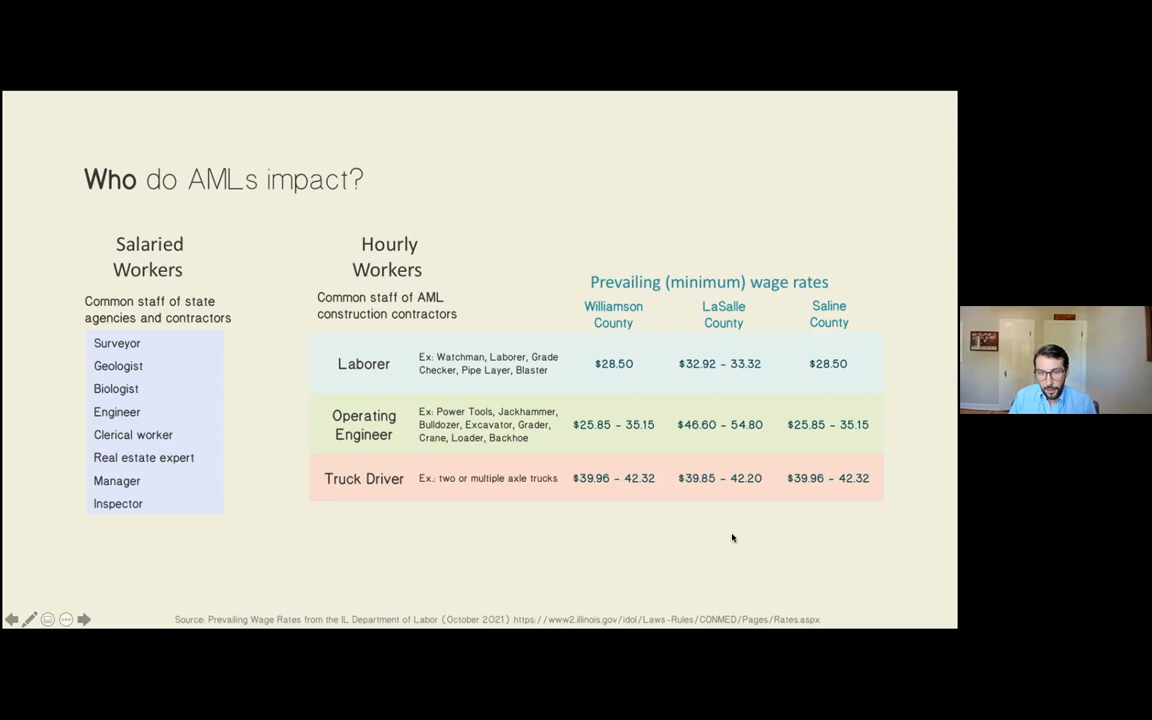 Who do AMLs impact?
Salaried
Workers
Common staff of state
agencies and contractors
Surveyor
Geologist
Biologist
Engineer
Clerical worker
Real estate expert
Manager
Inspector
Hourly
Workers
Common staff of AML
construction contractors
Prevailing (minimum) wage rates
Williamson
County
LaSalle
County
Saline
County
Laborer
Ex: Watchman, Laborer, Grade
Checker, Pipe Layer, Blaster
$28.50
$32.92 - 33.32
$28.50
Operating
Engineer
Ex: Power Tools, Jackhammer,
Bulldozer, Excavator, Grader,
Crane, Loader, Backhoe
$25.85 - 35.15
$46.60 - 54.80
$25.85 - 35.15
Truck Driver
Ex.: two or multiple axle trucks
$39.96 - 42.32
$39.85 - 42.20
$39.96 - 42.32
Source: Prevailing Wage Rates from the IL Department of Labor (October 2021) https://www2.illinois.gov/idol/Laws-Rules/CONMED/Pages/Rates.aspx